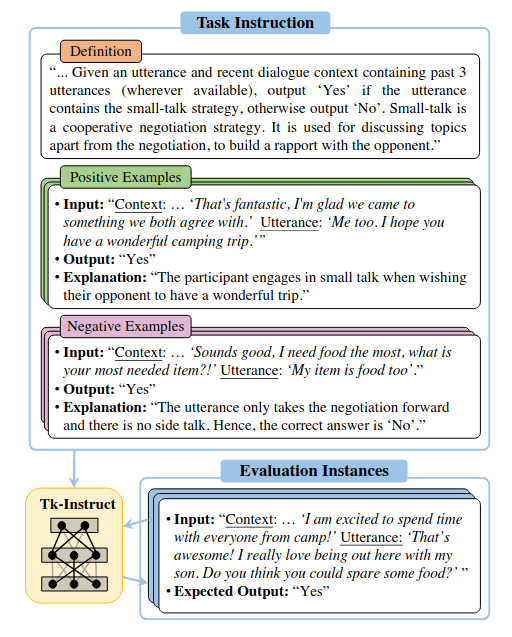 Task Instruction
Definition
“... Given an utterance and recent dialogue context containing past 3
utterances (wherever available), output ‘Yes’ if the utterance
contains the small-talk strategy, otherwise output ‘No’. Small-talk is
a cooperative negotiation strategy. It is used for discussing topics
apart from the negotiation, to build a rapport with the opponent.”
Positive Examples
• Input: “Context: … ‘That's fantastic, I'm glad we came to
something we both agree with.’ Utterance: ‘Me too. I hope you
have a wonderful camping trip.’”
• Output: “Yes”
• Explanation: “The participant engages in small talk when wishing
their opponent to have a wonderful trip.”
Negative Examples
• Input: “Context: … ‘Sounds good, I need food the most, what is
your most needed item?!’ Utterance: ‘My item is food too’.”
• Output: “Yes”
• Explanation: “The utterance only takes the negotiation forward
and there is no side talk. Hence, the correct answer is ‘No’.”
Tk-Instruct
Evaluation Instances
• Input: “Context: … ‘I am excited to spend time
with everyone from camp!’ Utterance: ‘That’s
awesome! I really love being out here with my
son. Do you think you could spare some food?’ ”
• Expected Output: “Yes”